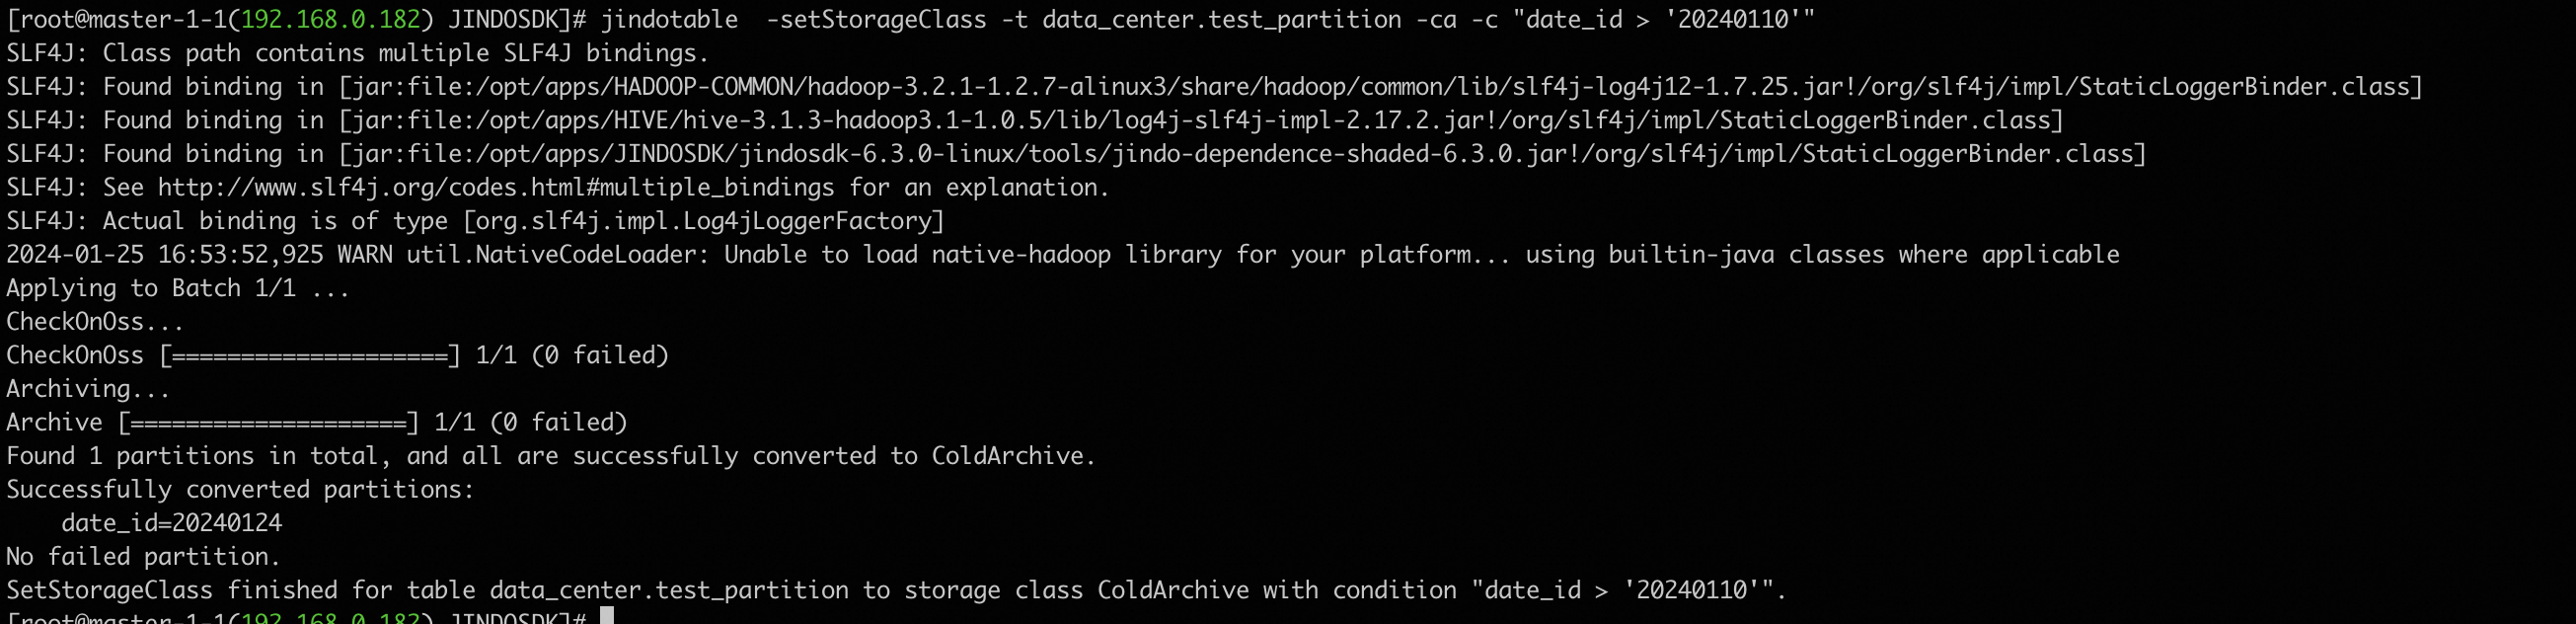 [root@master-1-1(192.168.0.182) JINDOSDK]# jindotable  -setStorageClass -t data_center.test_partition -ca -c "date_id > '20240110'"
SLF4J: Class path contains multiple SLF4J bindings.
SLF4J: Found binding in [jar:file:/opt/apps/HADOOP-COMMON/hadoop-3.2.1-1.2.7-alinux3/share/hadoop/common/lib/slf4j-log4j12-1.7.25.jar!/org/slf4j/impl/StaticLoggerBinder.class]
SLF4J: Found binding in [jar:file:/opt/apps/HIVE/hive-3.1.3-hadoop3.1-1.0.5/lib/log4j-slf4j-impl-2.17.2.jar!/org/slf4j/impl/StaticLoggerBinder.class]
SLF4J: Found binding in [jar:file:/opt/apps/JINDOSDK/jindosdk-6.3.0-linux/tools/jindo-dependence-shaded-6.3.0.jar!/org/slf4j/impl/StaticLoggerBinder.class]
SLF4J: See http://www.slf4j.org/codes.html#multiple_bindings for an explanation.
SLF4J: Actual binding is of type [org.slf4j.impl.Log4jLoggerFactory]
2024-01-25 16:53:52,925 WARN util.NativeCodeLoader: Unable to load native-hadoop library for your platform... using builtin-java classes where applicable
Applying to Batch 1/1 ...
CheckOnOss...
CheckOnOss [====================] 1/1 (0 failed)
Archiving...
Archive [====================] 1/1 (0 failed)
Found 1 partitions in total, and all are successfully converted to ColdArchive.
Successfully converted partitions:
    date_id=20240124
No failed partition.
SetStorageClass finished for table data_center.test_partition to storage class ColdArchive with condition "date_id > '20240110'".
[root@master-1-1(192.168.0.182) JINDOSDK]#